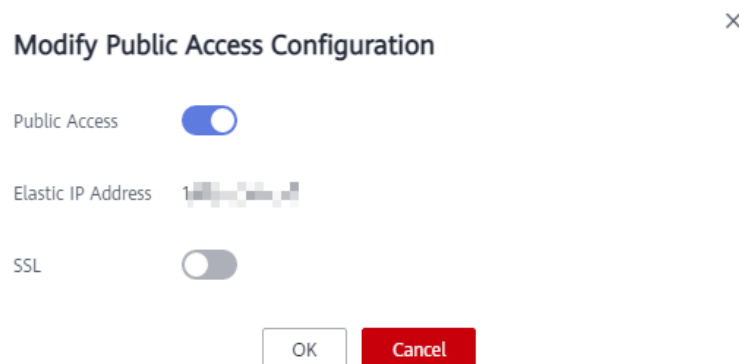 Modify Public Access Configuration
Public Access
Elastic IP Address
SSL
OK Cancel